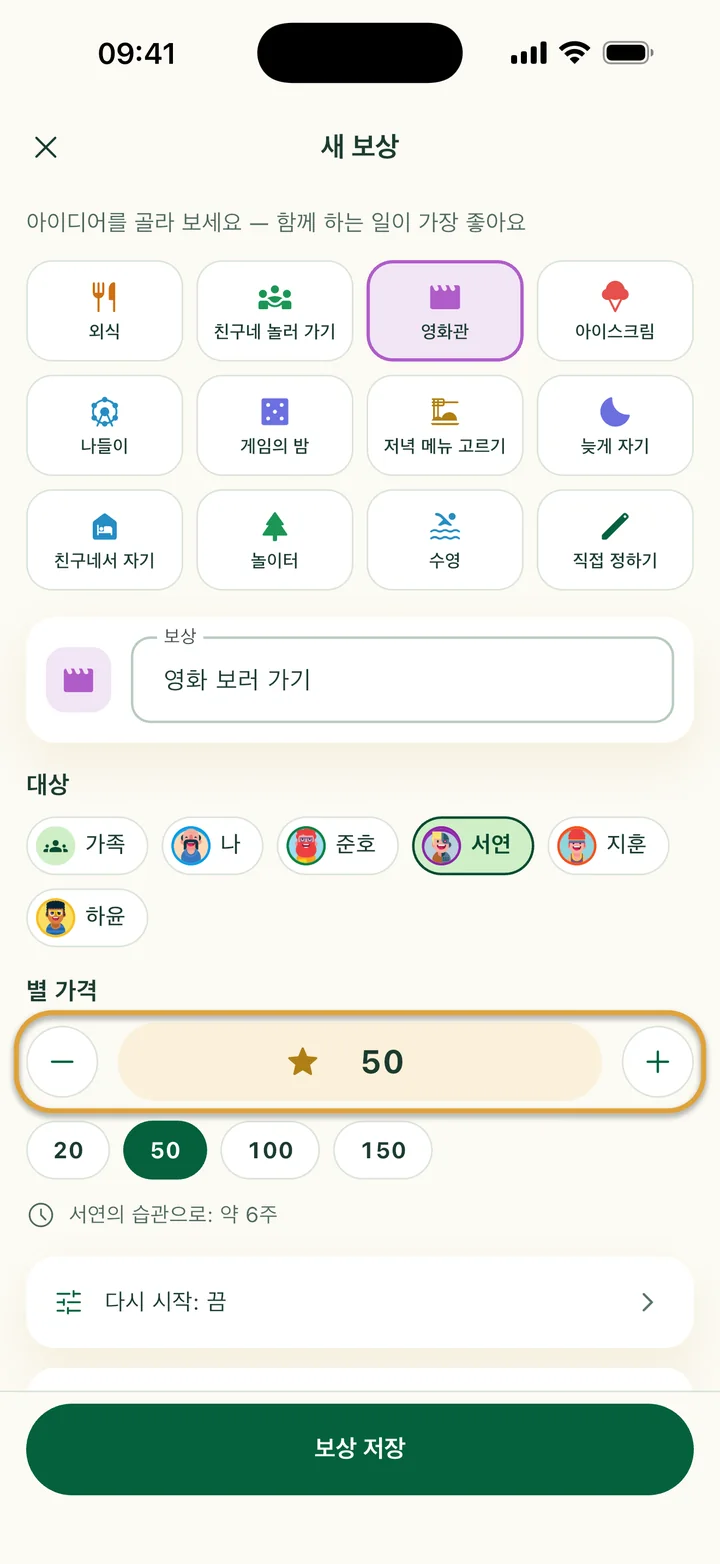 09:41
새 보상
아이디어를 골라 보세요 — 함께 하는 일이 가장 좋아요
외식
친구네 놀러 가기
영화관
아이스크림
나들이
게임의 밤
저녁 메뉴 고르기
늦게 자기
친구네서 자기
놀이터
수영
직접 정하기
보상
영화 보러 가기
대상
가족
나
준호
서연
지훈
하윤
별 가격
50
20
50
100
150
서연의 습관으로: 약 6주
다시 시작: 끔
보상 저장